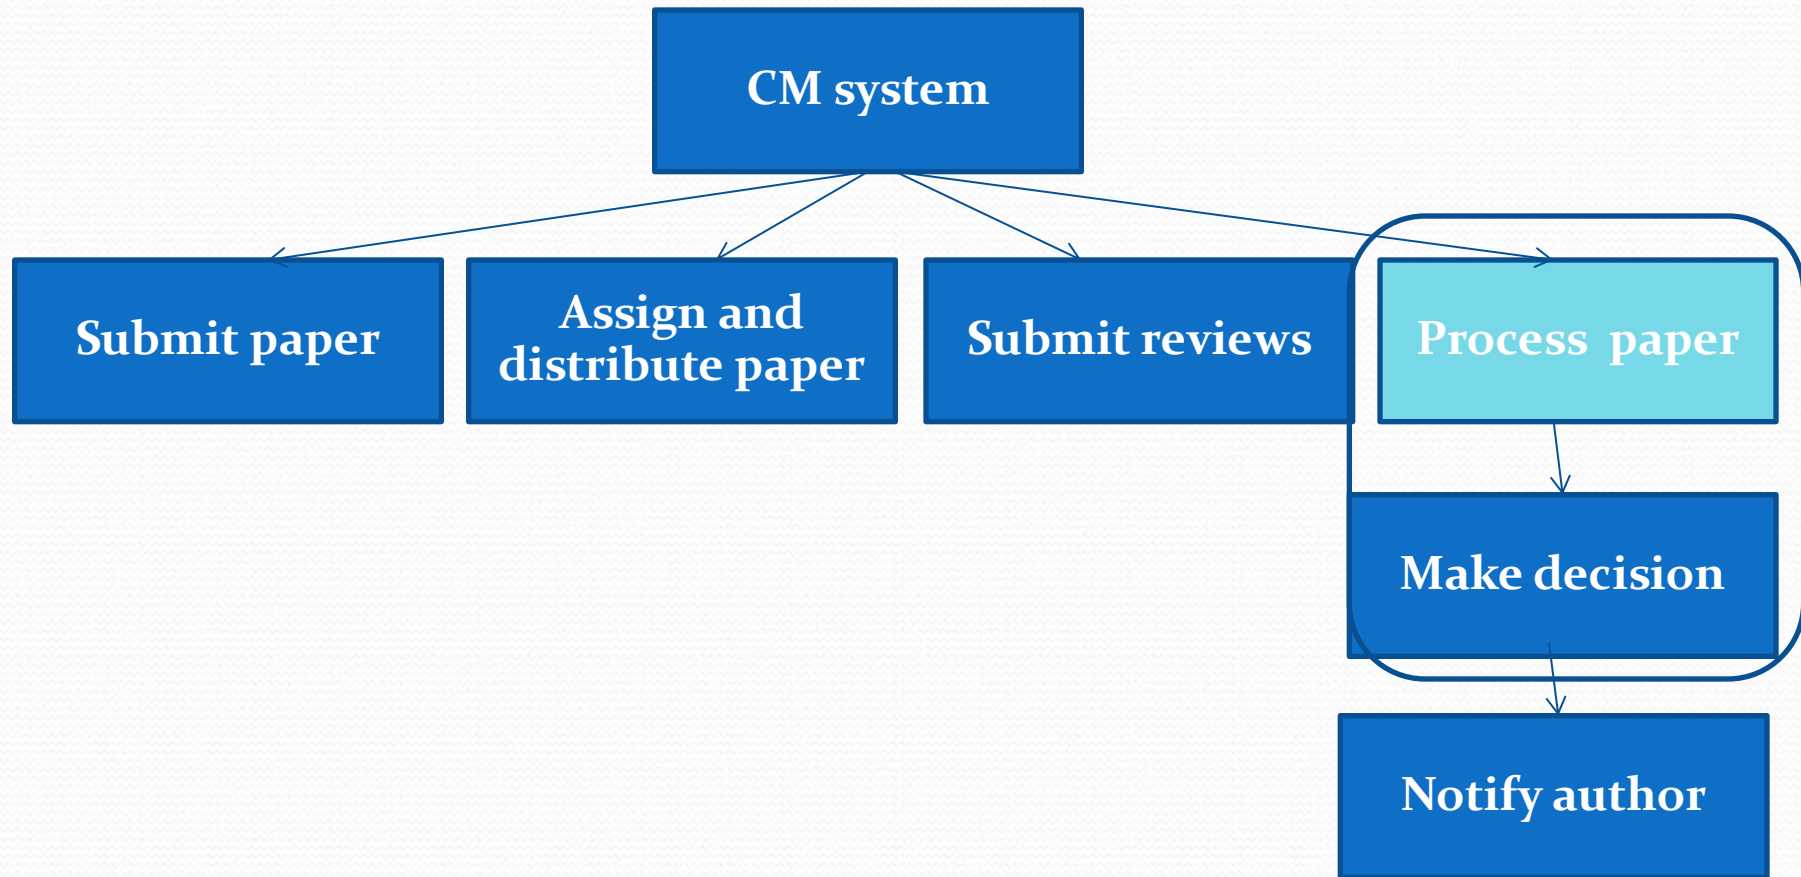 CM system
Submit paper
Assign and
distribute paper
Submit reviews
Process  paper
Make decision
Notify author